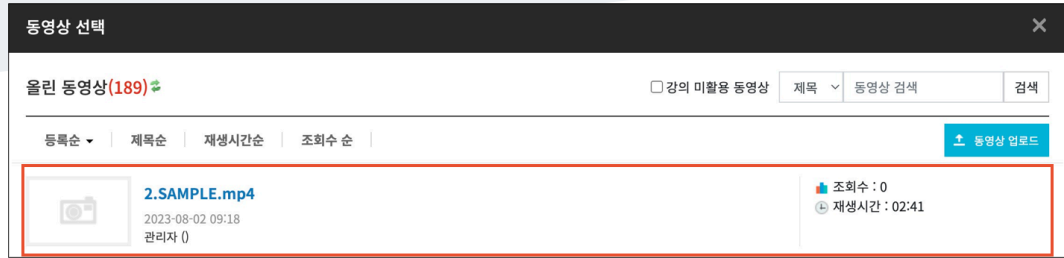 동영상 선택 ×
올린 동영상(189) 강의 미활용 동영상 제목 동영상 검색 검색
등록순 제목순 재생시간순 조회수 순 동영상 업로드
2.SAMPLE.mp4
2023-08-02 09:18
관리자 ()
조회수 : 0
재생시간 : 02:41